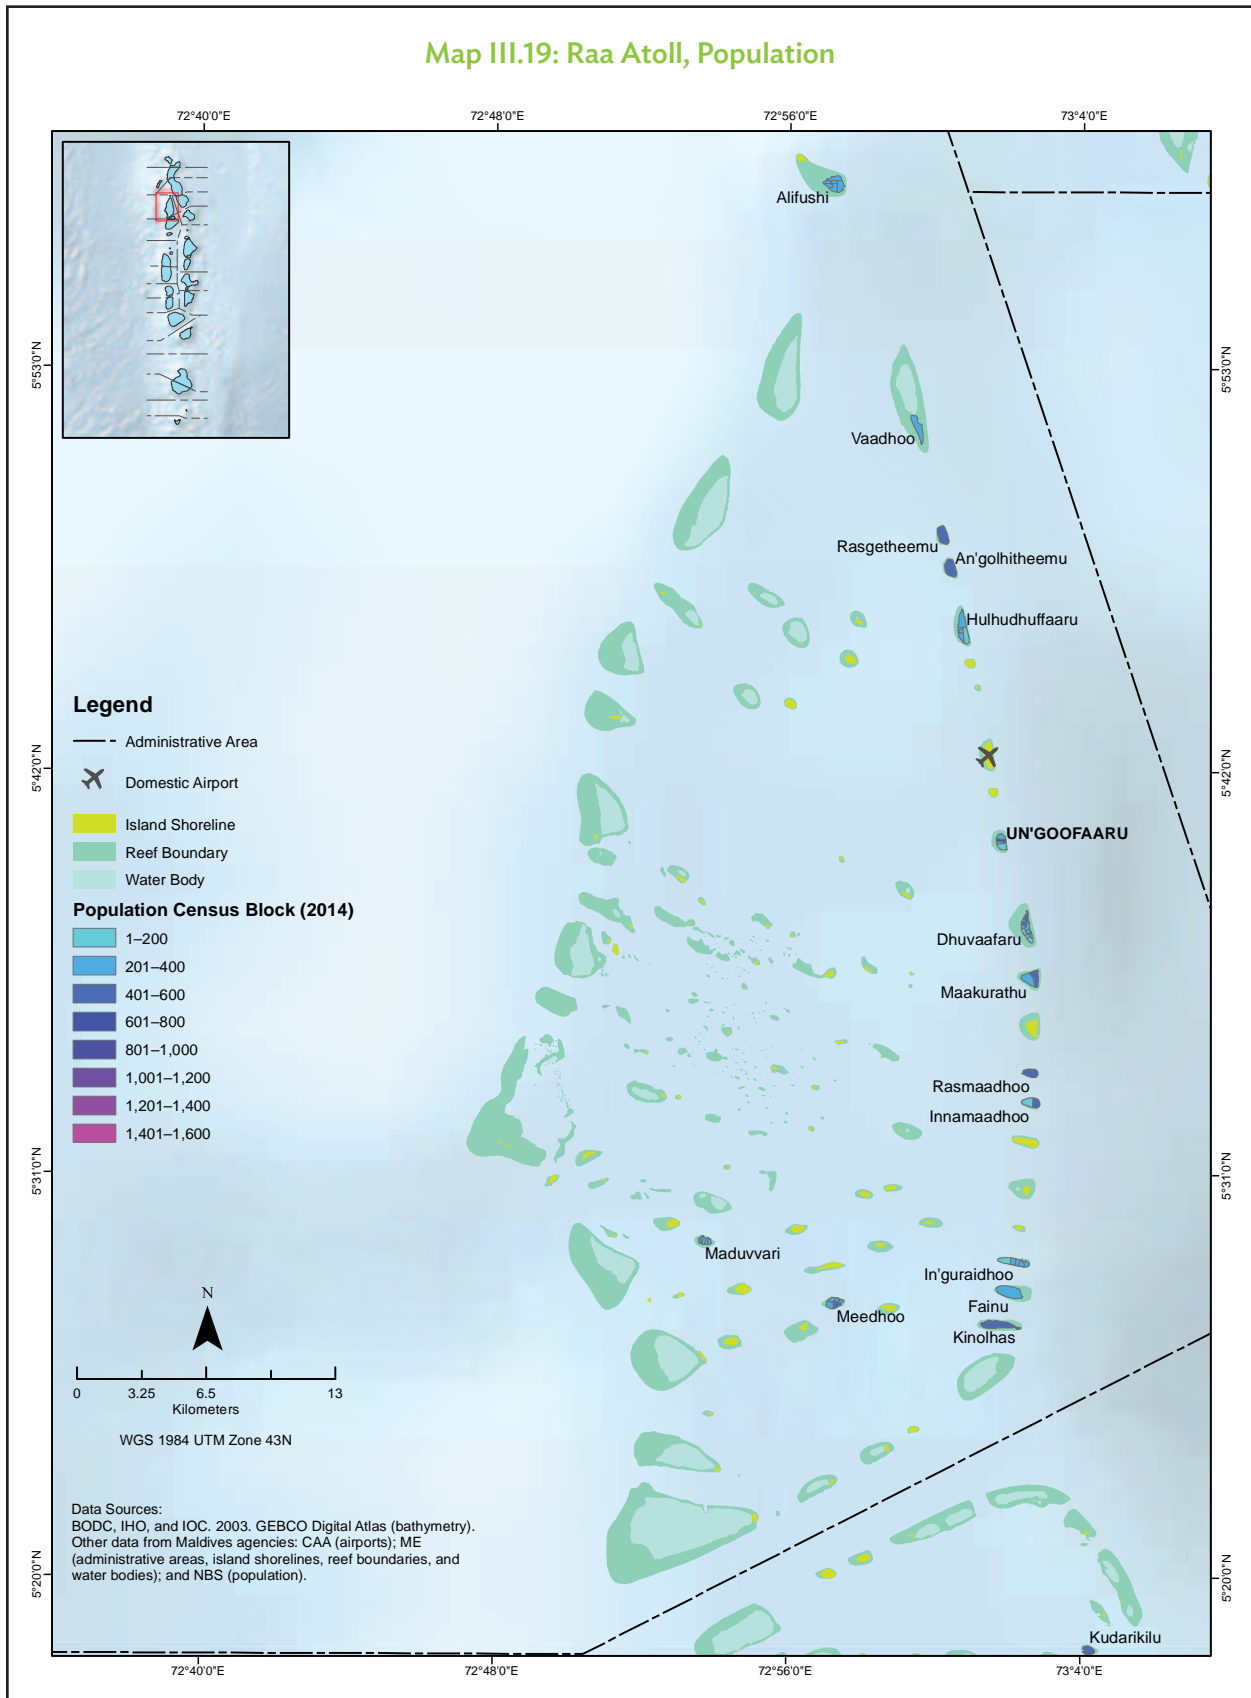 Map III.19: Raa Atoll, Population
72°40'0"E
72°48'0"E
72°56'0"E
73°4'0"E
Alifushi
5°53'0"N
5°53'0"N
Vaadhoo
Rasgetheemu
An'golhitheemu
Hulhudhuffaaru
Legend
Administrative Area
Domestic Airport
Island Shoreline
Reef Boundary
Water Body
Population Census Block (2014)
1–200
201–400
401–600
601–800
801–1,000
1,001–1,200
1,201–1,400
1,401–1,600
5°42'0"N
5°42'0"N
UN'GOOFAARU
Dhuvaafaru
Maakurathu
Rasmaadhoo
Innamaadhoo
5°31'0"N
5°31'0"N
Maduvvari
In'guraidhoo
Fainu
Meedhoo
Kinolhas
N
0 3.25 6.5 13
Kilometers
WGS 1984 UTM Zone 43N
Data Sources:
BODC, IHO, and IOC. 2003. GEBCO Digital Atlas (bathymetry).
Other data from Maldives agencies: CAA (airports); ME
(administrative areas, island shorelines, reef boundaries, and
water bodies); and NBS (population).
5°20'0"N
5°20'0"N
Kudarikilu
72°40'0"E
72°48'0"E
72°56'0"E
73°4'0"E